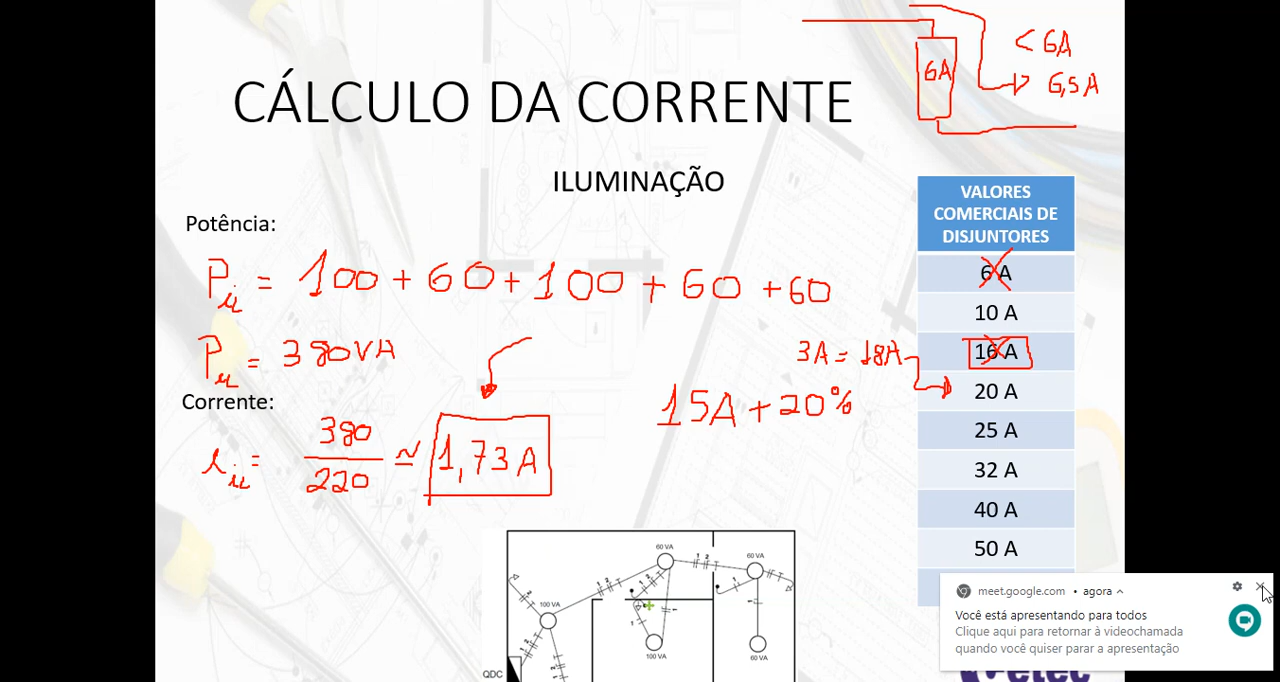 6A
< 6A
6,5 A
CÁLCULO DA CORRENTE
ILUMINAÇÃO
VALORES
COMERCIAIS DE
DISJUNTORES
6 A
10 A
16 A
20 A
25 A
32 A
40 A
50 A
Potência:
Pil = 100 + 60 + 100 + 60 + 60
Pil = 380 VA
3A = 18A
15A + 20%
Corrente:
iil = 380
220
≅ 1,73 A
60 VA
60 VA
100 VA
100 VA
60 VA
QDC
meet.google.com • agora
Você está apresentando para todos
Clique aqui para retornar à videochamada
quando você quiser parar a apresentação